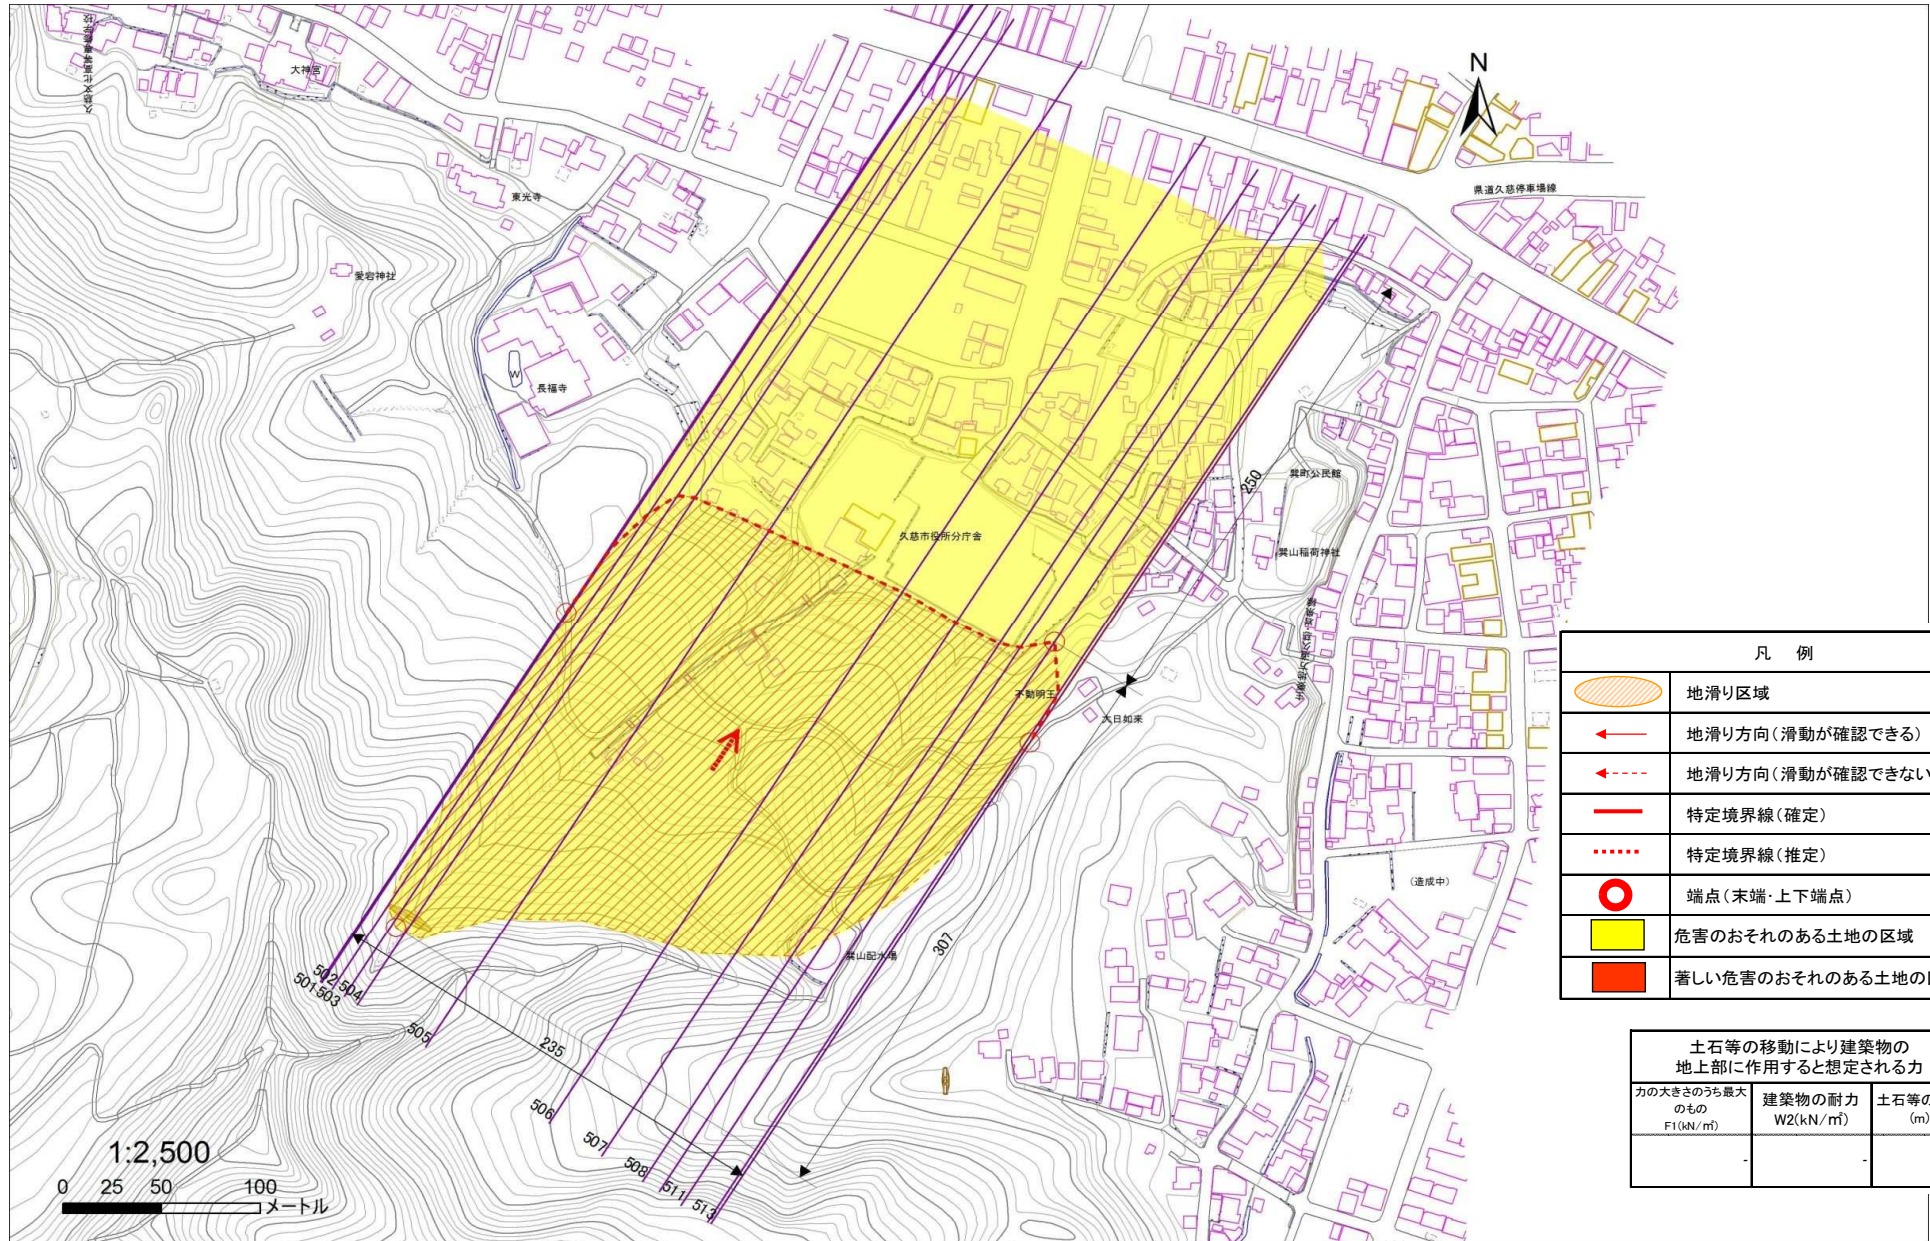 久慈文化高等専修学校
大神宮
N
県道久慈停車場線
東光寺
愛宕神社
W
長福寺
250
巽町公民館
久慈市役所分庁舎
巽山稲荷神社
不動明王
大日如来
(造成中)
307
巽山配水場
235
501
502
503
504
505
506
507
508
511
513
1:2,500
0 25 50 100
メートル
凡 例
地滑り区域
地滑り方向(滑動が確認できる)
地滑り方向(滑動が確認できない
特定境界線(確定)
特定境界線(推定)
端点(末端・上下端点)
危害のおそれのある土地の区域
著しい危害のおそれのある土地の
土石等の移動により建築物の
地上部に作用すると想定される力
力の大きさのうち最大
のもの
F1(kN/㎡)
建築物の耐力
W2(kN/㎡)
土石等の
(m)
-
-